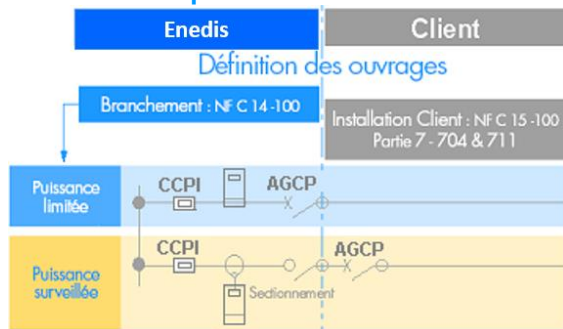 Enedis
Client
Définition des ouvrages
Branchement : NF C 14 -100
Installation Client : NF C 15 -100
Partie 7 - 704 & 711
Puissance
limitée
CCPI
AGCP
Puissance
surveillée
CCPI
Sectionnement
AGCP